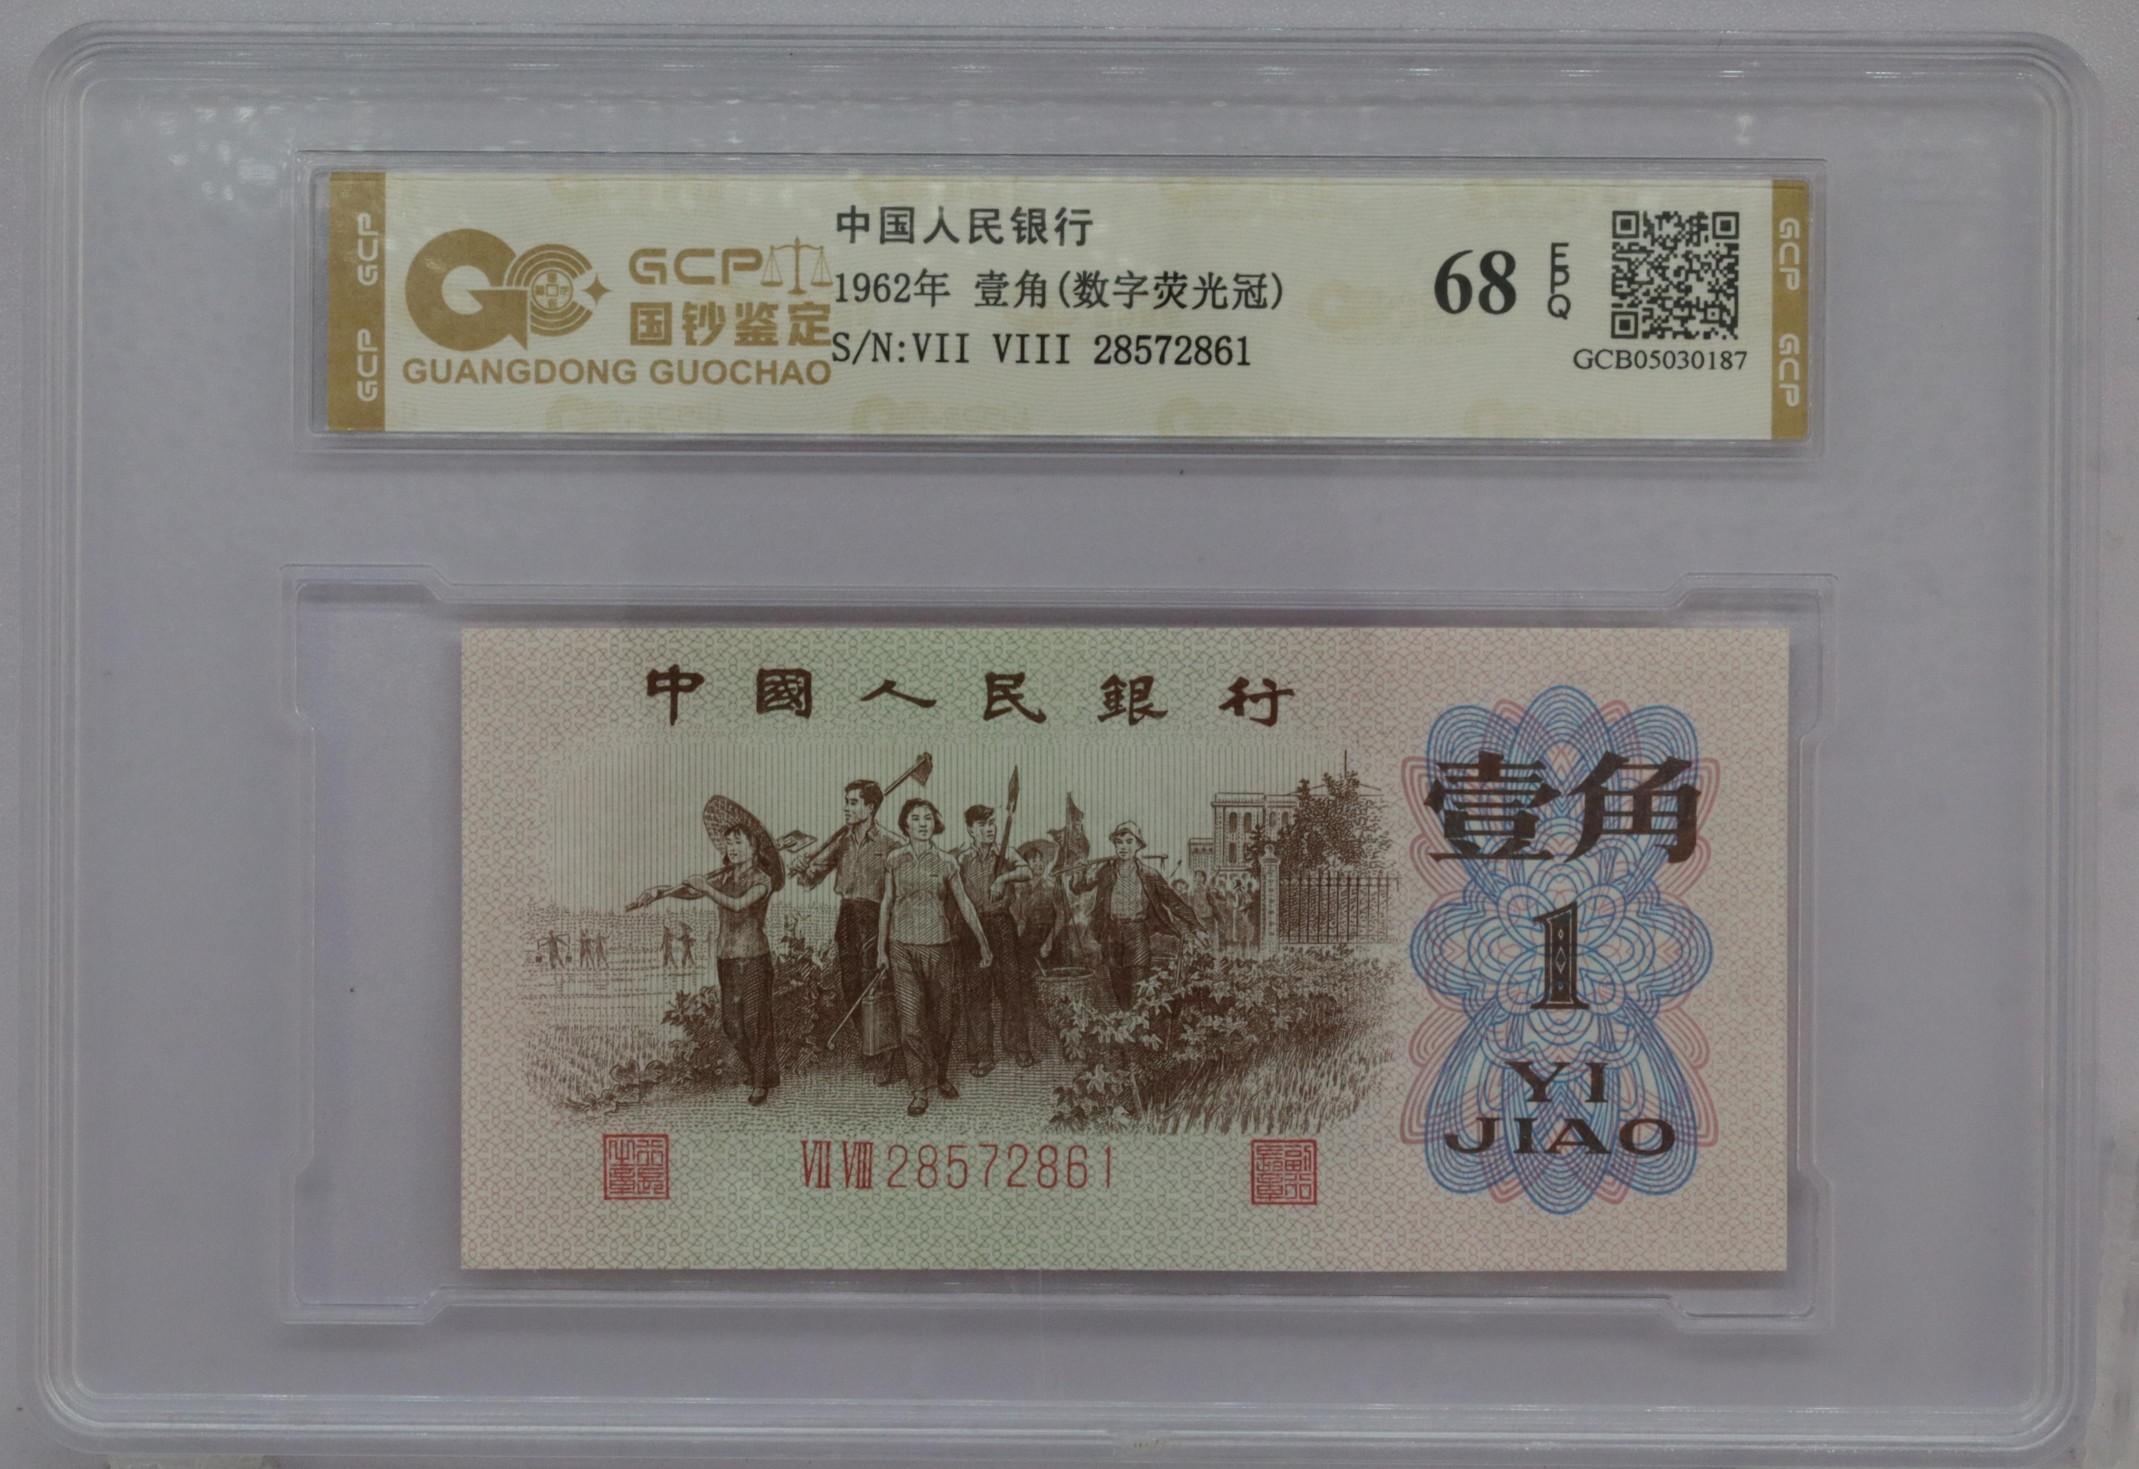 GCP
GCP
GCP
国钞鉴定
GUANGDONG GUOCHAO
中国人民银行
1962年 壹角(数字荧光冠)
S/N:VII VIII 28572861
68 EPQ
GCB05030187
GCP
GCP
中國人民銀行
壹角
1
YI
JIAO
VII VIII 28572861